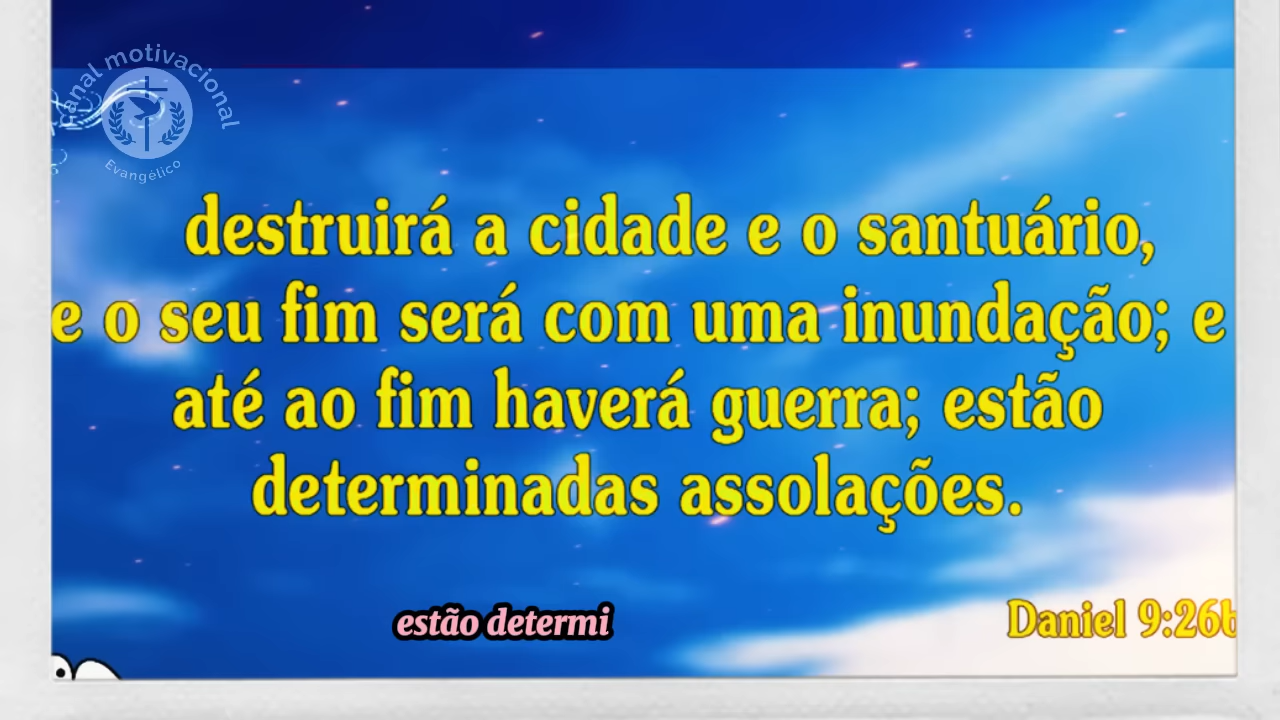 Canal motivacional
Evangélico
destruirá a cidade e o santuário,
e o seu fim será com uma inundação; e
até ao fim haverá guerra; estão
determinadas assolações.
estão determi
Daniel 9:26b